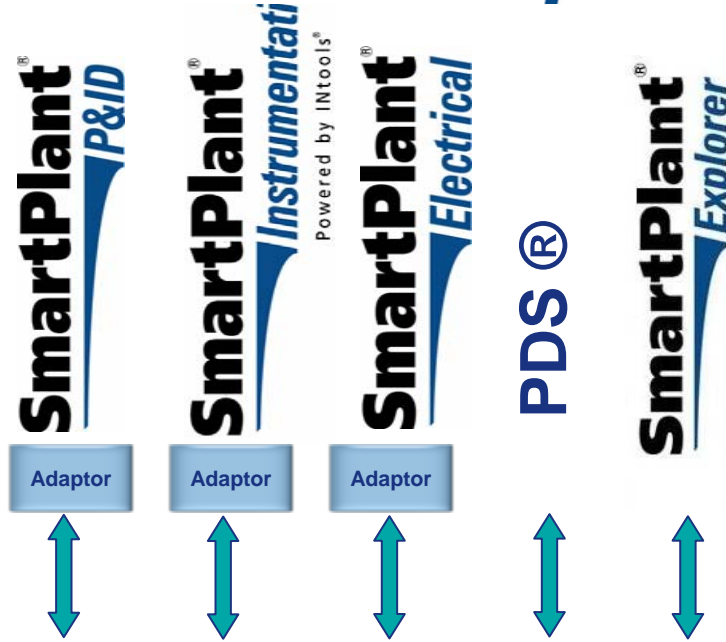 SmartPlant®
P&ID
SmartPlant®
Instrumentati
Powered by INtools®
SmartPlant®
Electrical
PDS ®
SmartPlant®
Explorer
Adaptor
Adaptor
Adaptor